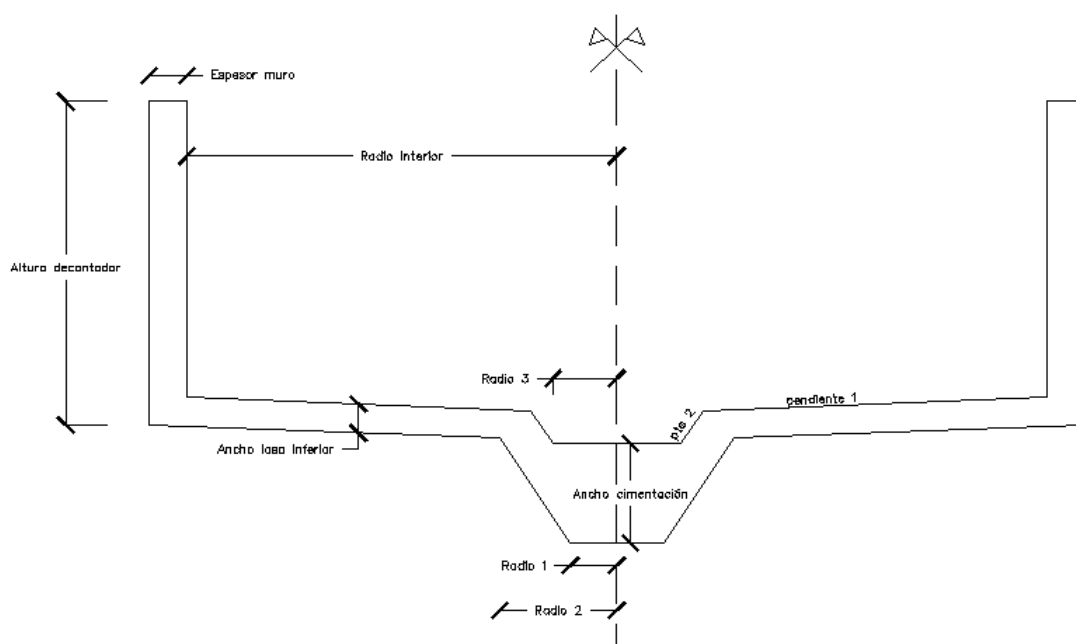 Espesor muro
Radio Interior
Altura decantador
Radio 3
pendiente 1
pte 2
Ancho losa Inferior
Ancho cimentación
Radio 1
Radio 2